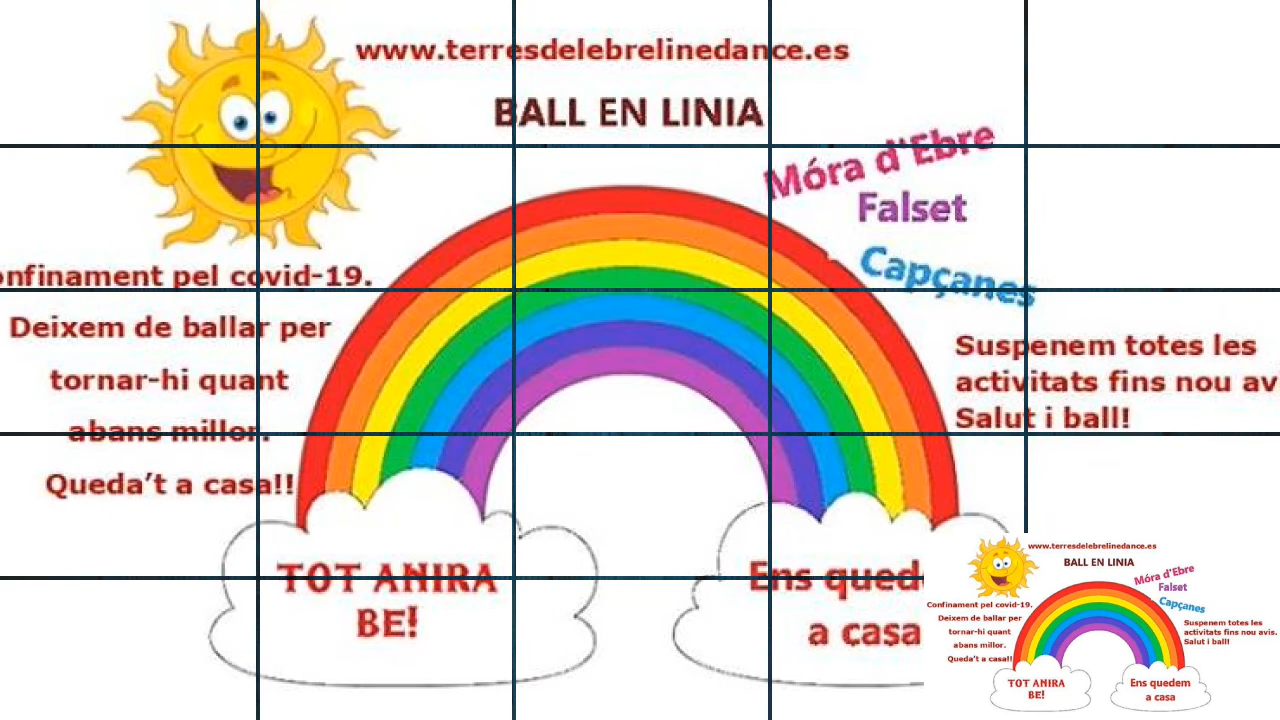 www.terresdelebrelinedance.es
BALL EN LINIA
Móra d'Ebre
Falset
Capçanes
onfinament pel covid-19.
Deixem de ballar per
tornar-hi quant
abans millor.
Queda't a casa!!
Suspenem totes les
activitats fins nou avi
Salut i ball!
TOT ANIRA
BE!
Ens qued
a casa
www.terresdelebrelinedance.es
BALL EN LINIA
Móra d'Ebre
Falset
Capçanes
Confinament pel covid-19.
Deixem de ballar per
tornar-hi quant
abans millor.
Queda't a casa!!
Suspenem totes les
activitats fins nou avis.
Salut i ball!
TOT ANIRA
BE!
Ens quedem
a casa